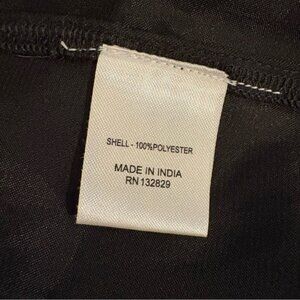 SHELL - 100%POLYESTER
MADE IN INDIA
RN 132829